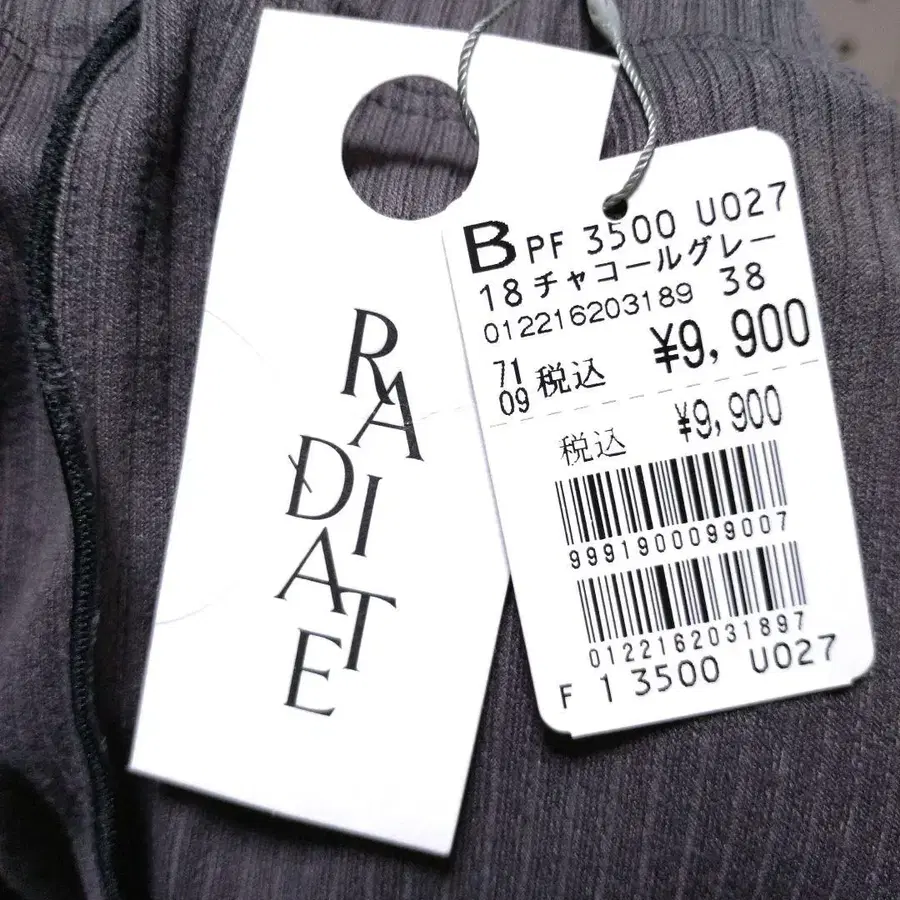 RADIATE
B PF 3500 U027
18 チャコールグレー
012216203189 38
71
09 税込 ¥9,900
税込 ¥9,900
9991900099007
0122162031897
F 1 3500 U027